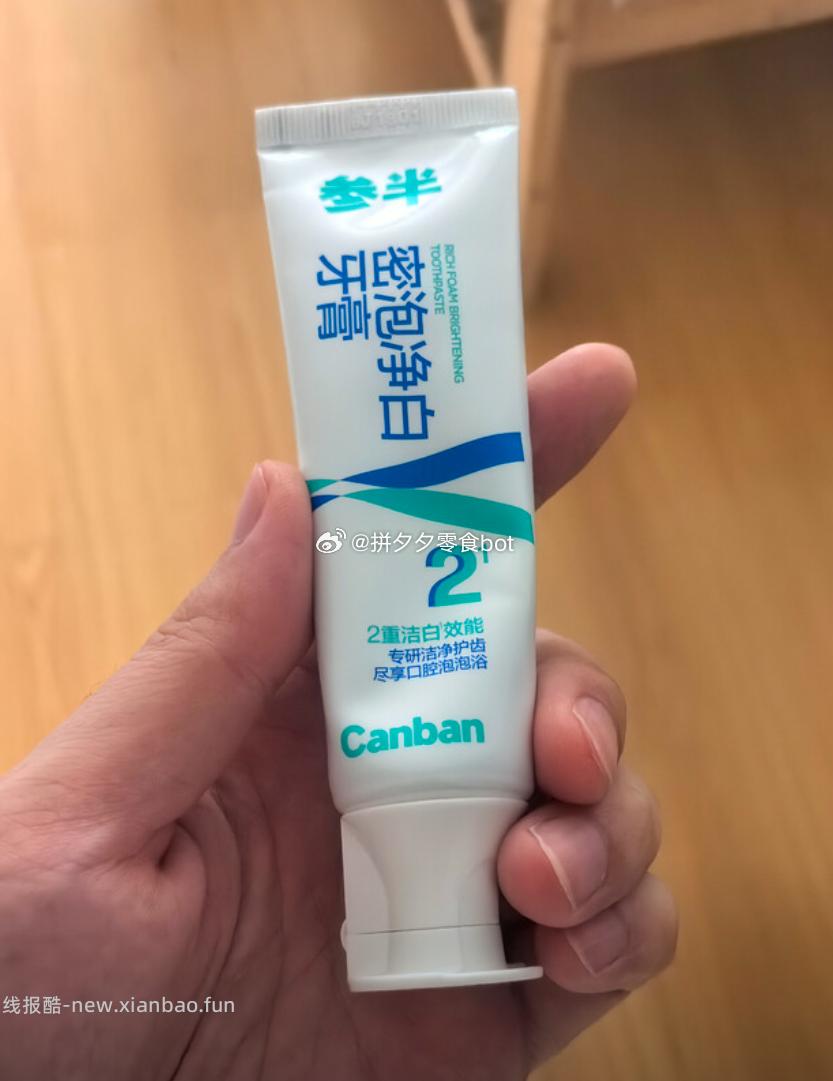 参半
RICH FOAM BRIGHTENING
TOOTHPASTE
密泡净白
牙膏
@拼夕夕零食bot
2
2重洁白效能
专研洁净护齿
尽享口腔泡泡浴
Canban
线报酷-new.xianbao.fun